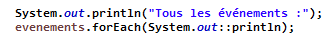 System.out.println("Tous les événements :");
evenements.forEach(System.out::println);